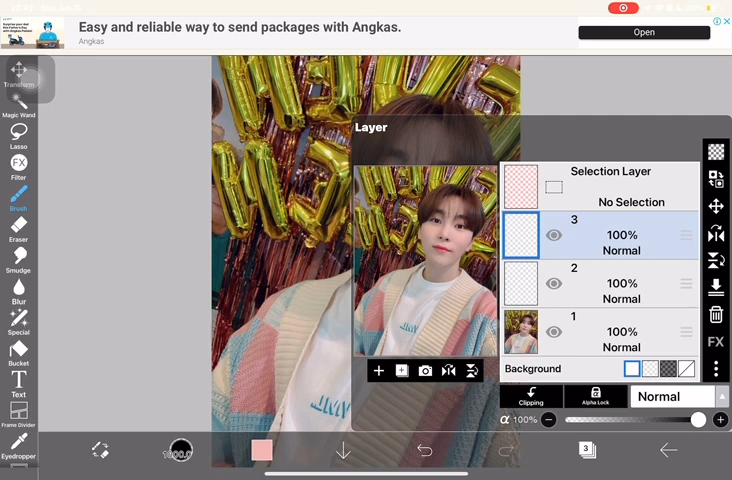 Easy and reliable way to send packages with Angkas.
Angkas
Open
Transform
Magic Wand
Lasso
FX
Filter
Brush
Eraser
Smudge
Blur
Special
Bucket
T
Text
Frame Divider
Eyedropper
Layer
Selection Layer
No Selection
3
100%
Normal
2
100%
Normal
1
100%
Normal
Background
FX
Clipping
Alpha Lock
Normal
α 100%
3